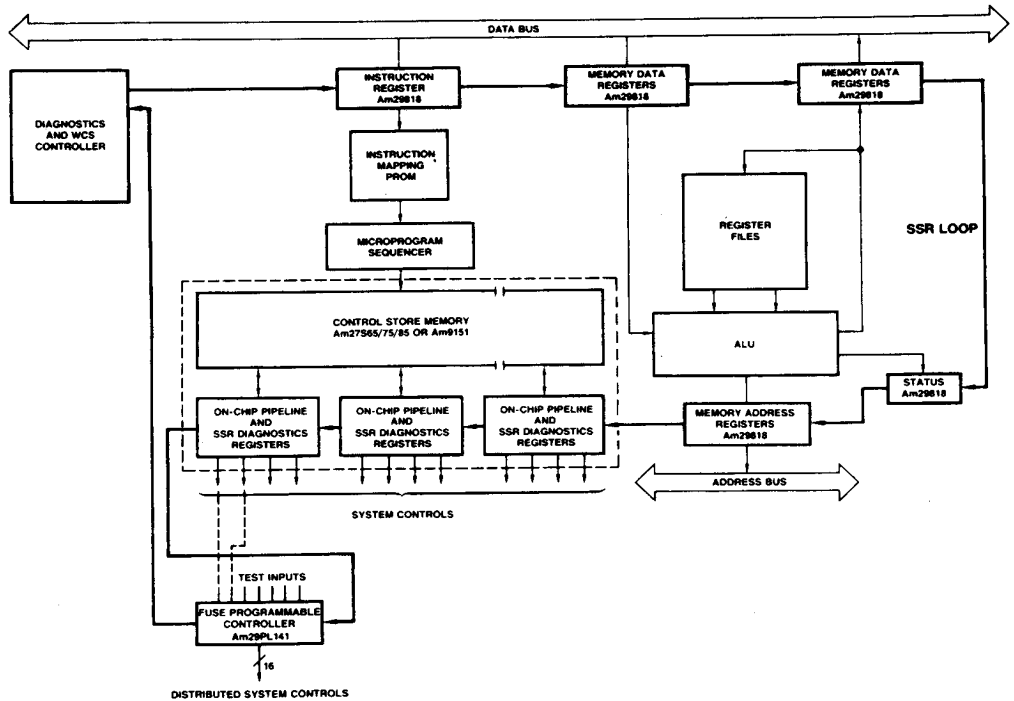 DATA BUS
DIAGNOSTICS
AND WCS
CONTROLLER
INSTRUCTION
REGISTER
Am29818
MEMORY DATA
REGISTERS
Am29818
MEMORY DATA
REGISTERS
Am29818
INSTRUCTION
MAPPING
PROM
REGISTER
FILES
SSR LOOP
MICROPROGRAM
SEQUENCER
CONTROL STORE MEMORY
Am27S65/75/85 OR Am9151
ALU
STATUS
Am29818
ON-CHIP PIPELINE
AND
SSR DIAGNOSTICS
REGISTERS
ON-CHIP PIPELINE
AND
SSR DIAGNOSTICS
REGISTERS
ON-CHIP PIPELINE
AND
SSR DIAGNOSTICS
REGISTERS
MEMORY ADDRESS
REGISTERS
Am29818
ADDRESS BUS
SYSTEM CONTROLS
TEST INPUTS
FUSE PROGRAMMABLE
CONTROLLER
Am29PL141
16
DISTRIBUTED SYSTEM CONTROLS